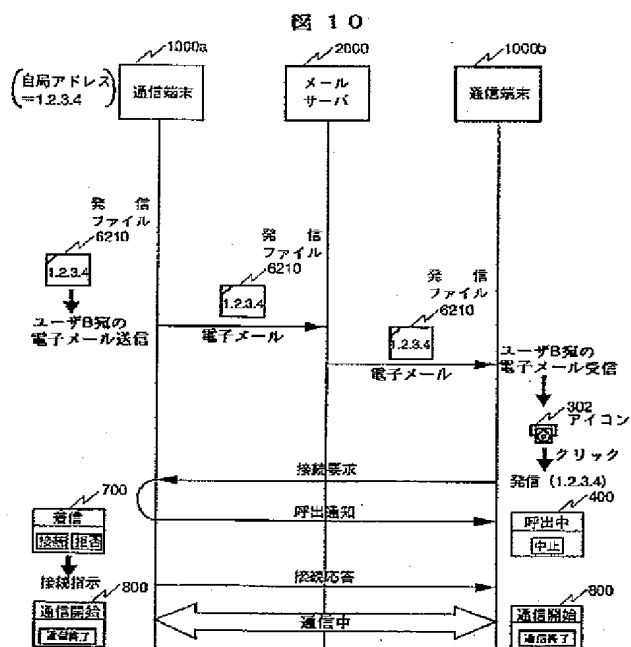 図 10
1000a
2000
1000b
(自局アドレス
=1.2.3.4)
通信端末
メール
サーバ
通信端末
発 信
ファイル
6210
1.2.3.4
ユーザB宛の
電子メール送信
発 信
ファイル
6210
1.2.3.4
電子メール
発 信
ファイル
6210
1.2.3.4
電子メール
ユーザB宛の
電子メール受信
302
アイコン
クリック
発信 (1.2.3.4)
接続要求
700
着信
接続 拒否
呼出通知
400
呼出中
中止
接続指示
接続応答
800
通信開始
通信終了
通信中
800
通信開始
通信終了